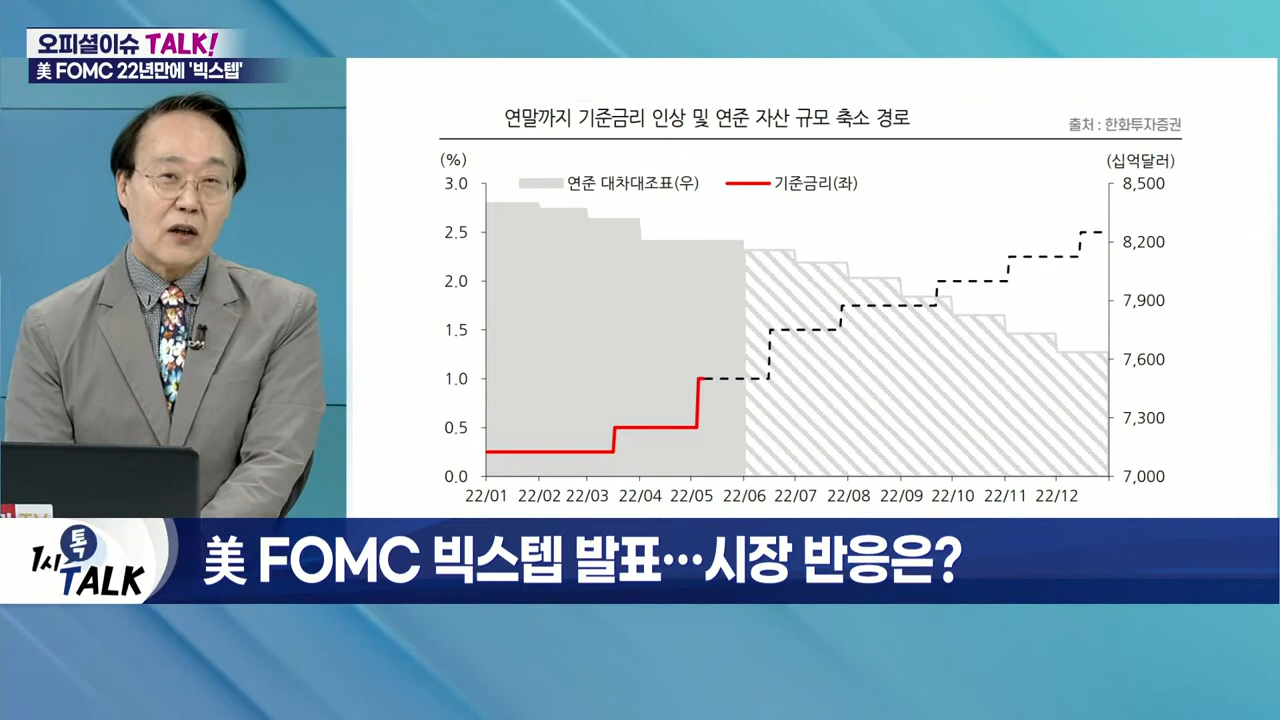 오피셜이슈 TALK!
美 FOMC 22년만에 '빅스텝'
연말까지 기준금리 인상 및 연준 자산 규모 축소 경로
출처 : 한화투자증권
(%)
(십억달러)
연준 대차대조표(우)
기준금리(좌)
3.0
2.5
2.0
1.5
1.0
0.5
0.0
8,500
8,200
7,900
7,600
7,300
7,000
22/01 22/02 22/03 22/04 22/05 22/06 22/07 22/08 22/09 22/10 22/11 22/12
1시 톡 TALK
美 FOMC 빅스텝 발표…시장 반응은?